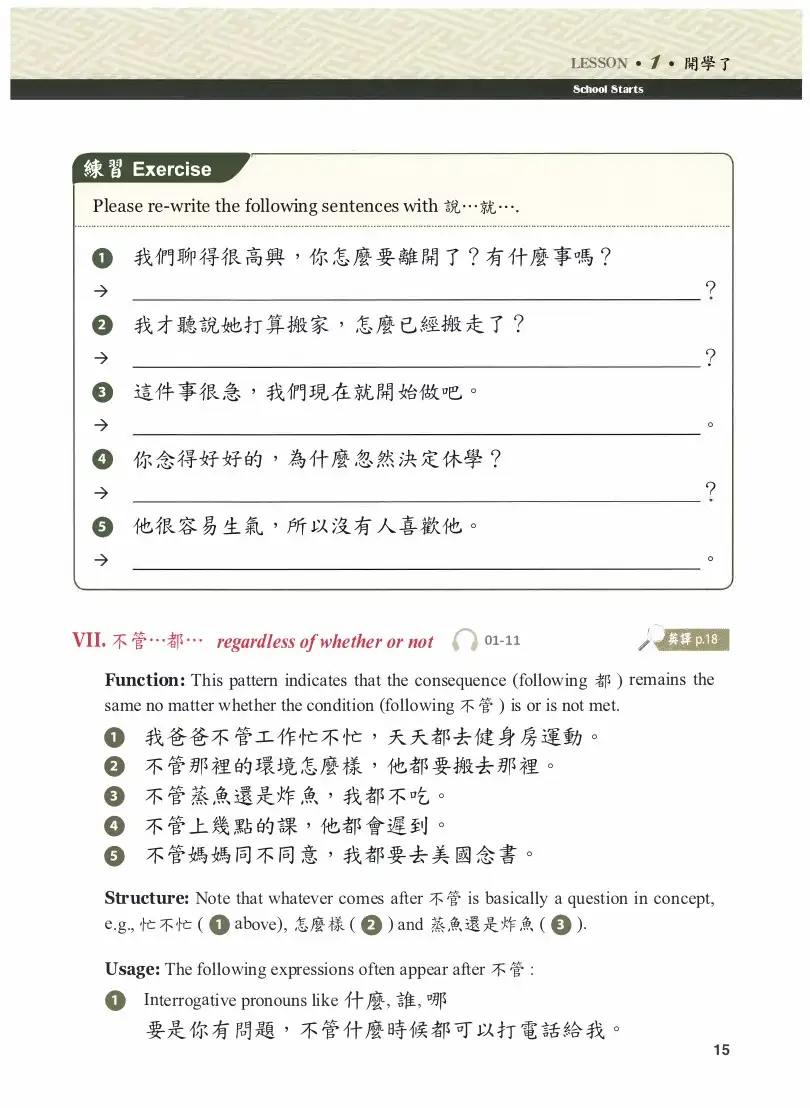 LESSON • 1 • 開學了
School Starts
練習 Exercise
Please re-write the following sentences with 說…就….
1 我們聊得很高興，你怎麼要離開了？有什麼事嗎？
→ ？
2 我才聽說她打算搬家，怎麼已經搬走了？
→ ？
3 這件事很急，我們現在就開始做吧。
→ 。
4 你念得好好的，為什麼忽然決定休學？
→ ？
5 他很容易生氣，所以沒有人喜歡他。
→ 。
VII. 不管…都… regardless of whether or not 01-11 英譯 p.18
Function: This pattern indicates that the consequence (following 都 ) remains the
same no matter whether the condition (following 不管 ) is or is not met.
1 我爸爸不管工作忙不忙，天天都去健身房運動。
2 不管那裡的環境怎麼樣，他都要搬去那裡。
3 不管蒸魚還是炸魚，我都不吃。
4 不管上幾點的課，他都會遲到。
5 不管媽媽同不同意，我都要去美國念書。
Structure: Note that whatever comes after 不管 is basically a question in concept,
e.g., 忙不忙 ( 1 above), 怎麼樣 ( 2 ) and 蒸魚還是炸魚 ( 3 ).
Usage: The following expressions often appear after 不管 :
1 Interrogative pronouns like 什麼, 誰, 哪
要是你有問題，不管什麼時候都可以打電話給我。
15